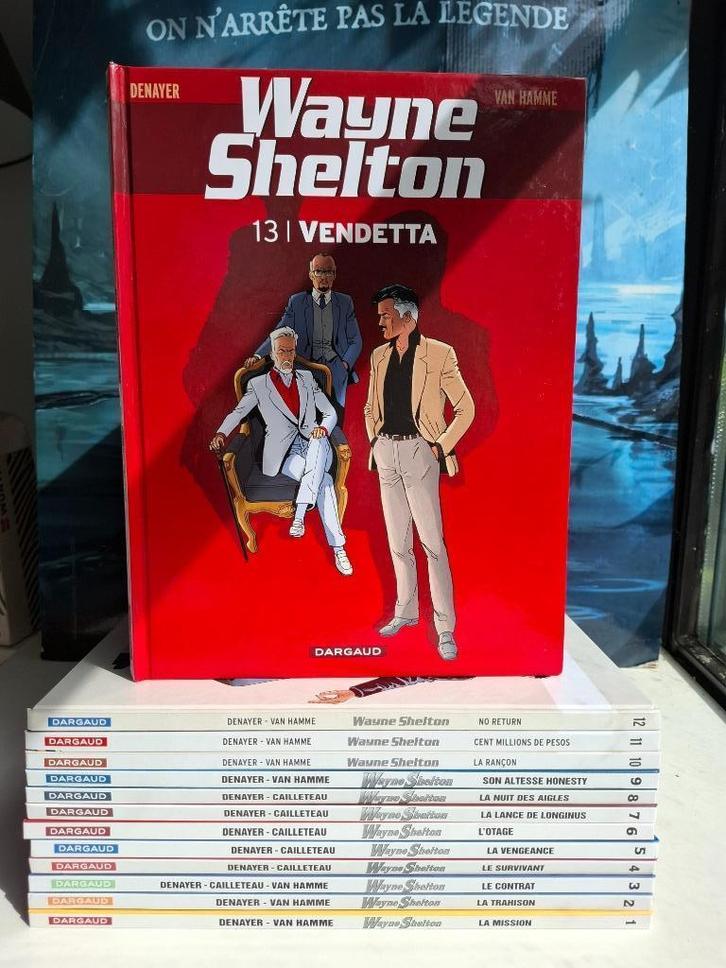 ON N'ARRÊTE PAS LA LÉGENDE
DENAYER
VAN HAMME
Wayne
Shelton
13 | VENDETTA
DARGAUD
DARGAUD DENAYER - VAN HAMME Wayne Shelton NO RETURN 12
DARGAUD DENAYER - VAN HAMME Wayne Shelton CENT MILLIONS DE PESOS 11
DARGAUD DENAYER - VAN HAMME Wayne Shelton LA RANÇON 10
DARGAUD DENAYER - VAN HAMME Wayne Shelton SON ALTESSE HONESTY 9
DARGAUD DENAYER - CAILLETEAU Wayne Shelton LA NUIT DES AIGLES 8
DARGAUD DENAYER - CAILLETEAU Wayne Shelton LA LANCE DE LONGINUS 7
DARGAUD DENAYER - CAILLETEAU Wayne Shelton L'OTAGE 6
DARGAUD DENAYER - CAILLETEAU Wayne Shelton LA VENGEANCE 5
DARGAUD DENAYER - CAILLETEAU Wayne Shelton LE SURVIVANT 4
DARGAUD DENAYER - CAILLETEAU - VAN HAMME Wayne Shelton LE CONTRAT 3
DARGAUD DENAYER - VAN HAMME Wayne Shelton LA TRAHISON 2
DARGAUD DENAYER - VAN HAMME Wayne Shelton LA MISSION 1